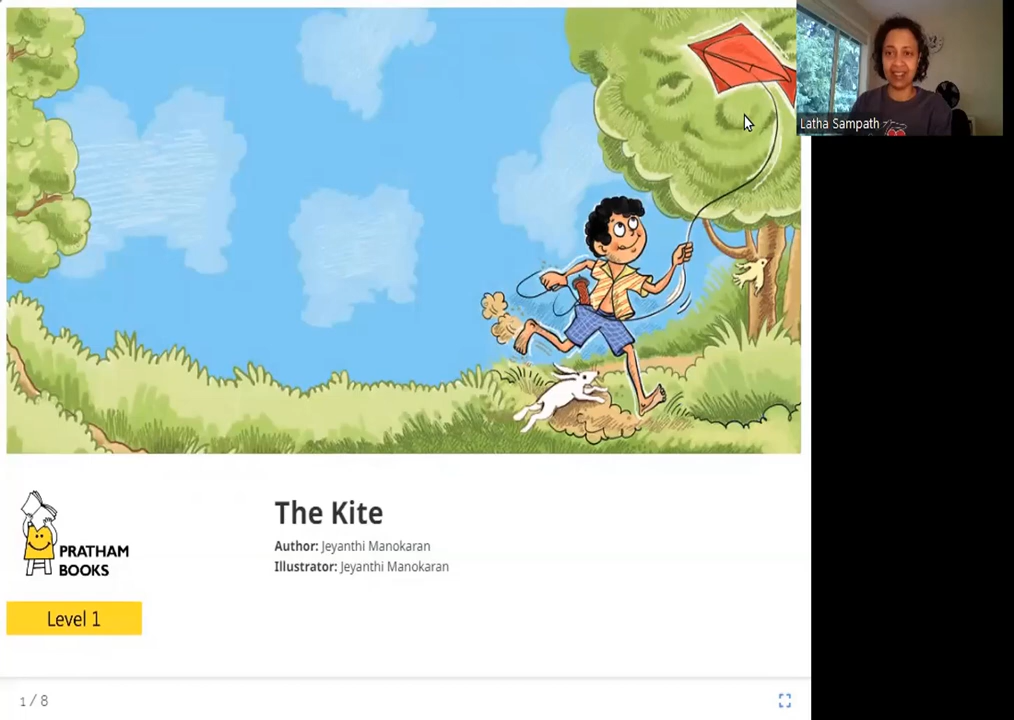 Latha Sampath
PRATHAM
BOOKS
The Kite
Author: Jeyanthi Manokaran
Illustrator: Jeyanthi Manokaran
Level 1
1 / 8